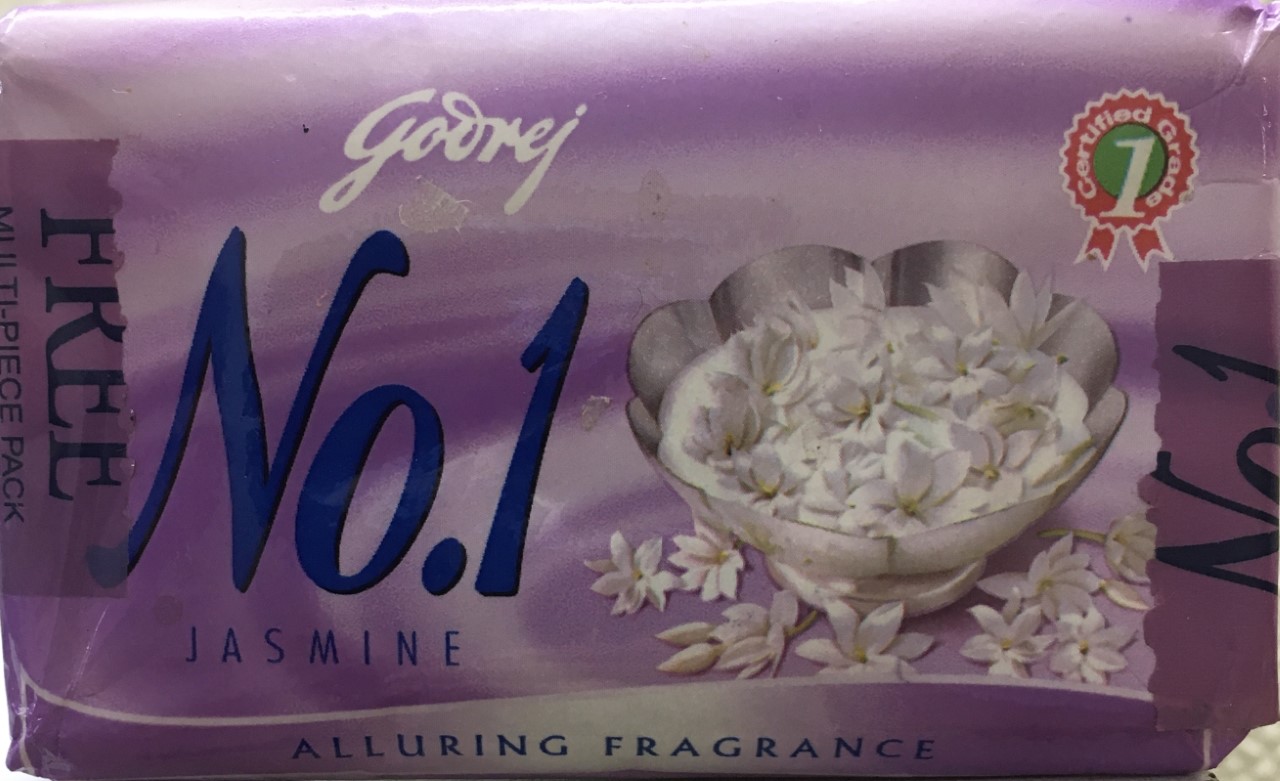 Godrej
Certified Grade
1
No.1
JASMINE
ALLURING FRAGRANCE
FREE
MULTI-PIECE PACK
No.1